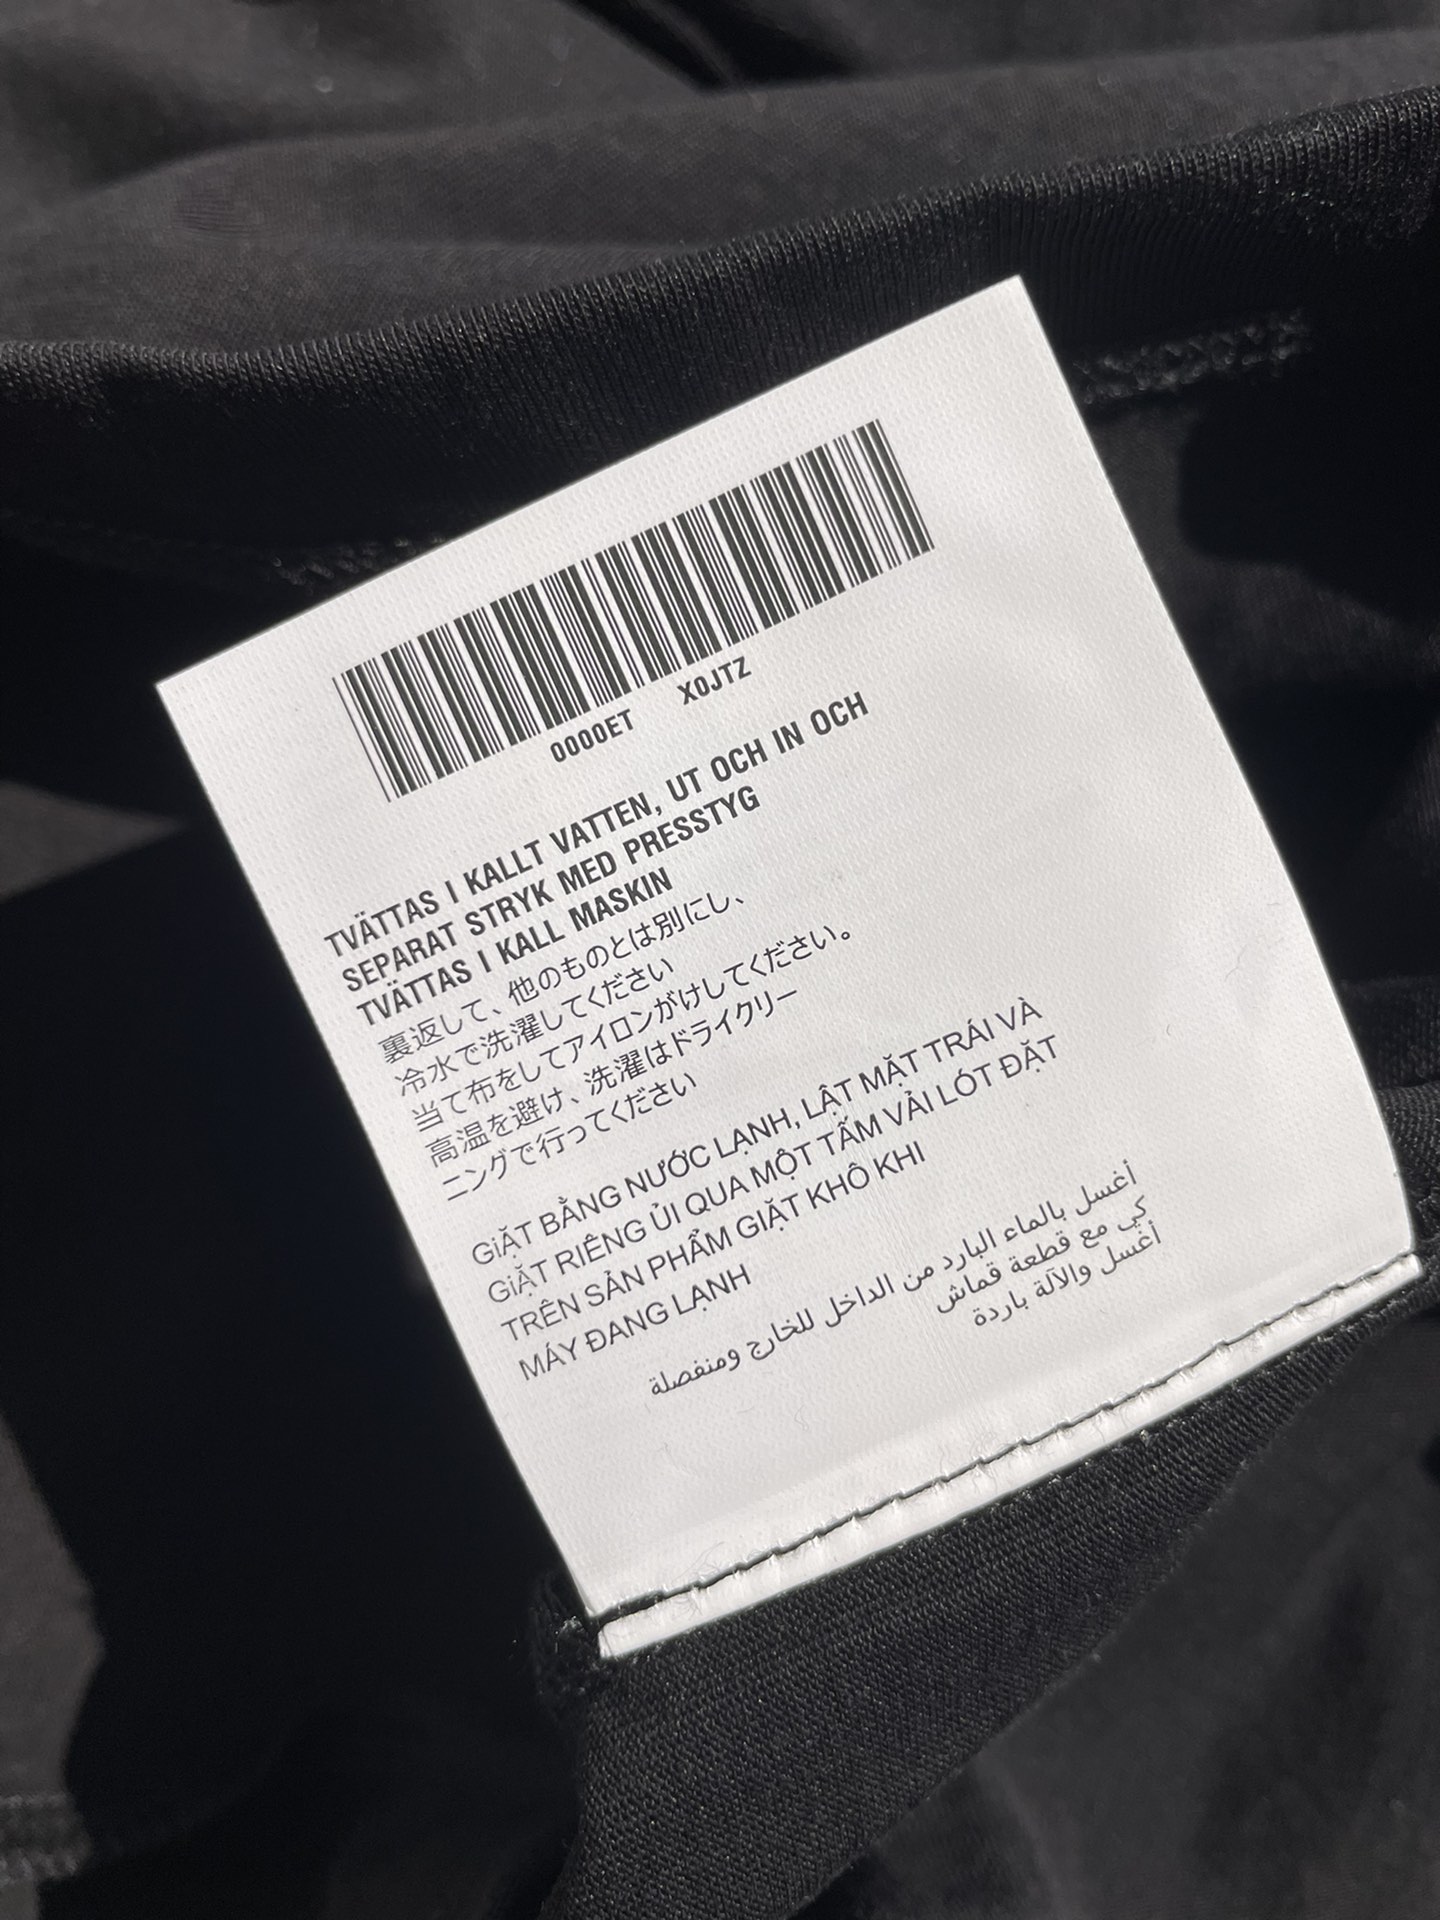 0000ET X0JTZ
TVÄTTAS I KALLT VATTEN, UT OCH IN OCH
SEPARAT STRYK MED PRESSTYG
TVÄTTAS I KALL MASKIN
裏返して、他のものとは別にし、
冷水で洗濯してください
当て布をしてアイロンがけしてください。
高温を避け、洗濯はドライクリー
ニングで行ってください
GiẶT BẰNG NƯỚC LẠNH, LẬT MẶT TRÁI VÀ
GiẶT RIÊNG ỦI QUA MỘT TẤM VẢI LÓT ĐẶT
TRÊN SẢN PHẨM GIẶT KHÔ KHI
MÁY ĐANG LẠNH
أغسل بالماء البارد من الداخل للخارج ومنفصلة
كي مع قطعة قماش
أغسل والآلة باردة